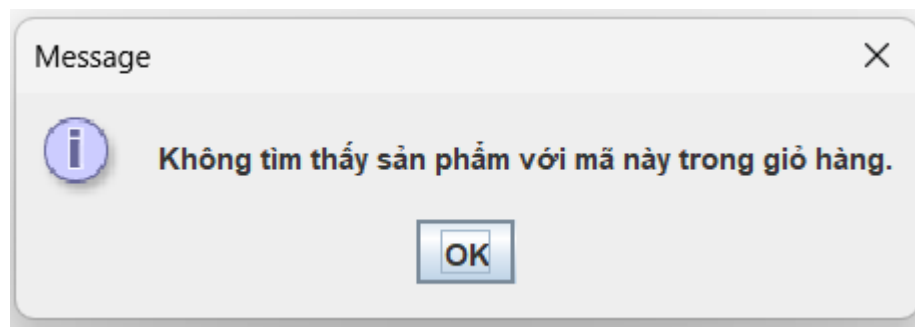 Message
Không tìm thấy sản phẩm với mã này trong giỏ hàng.
OK